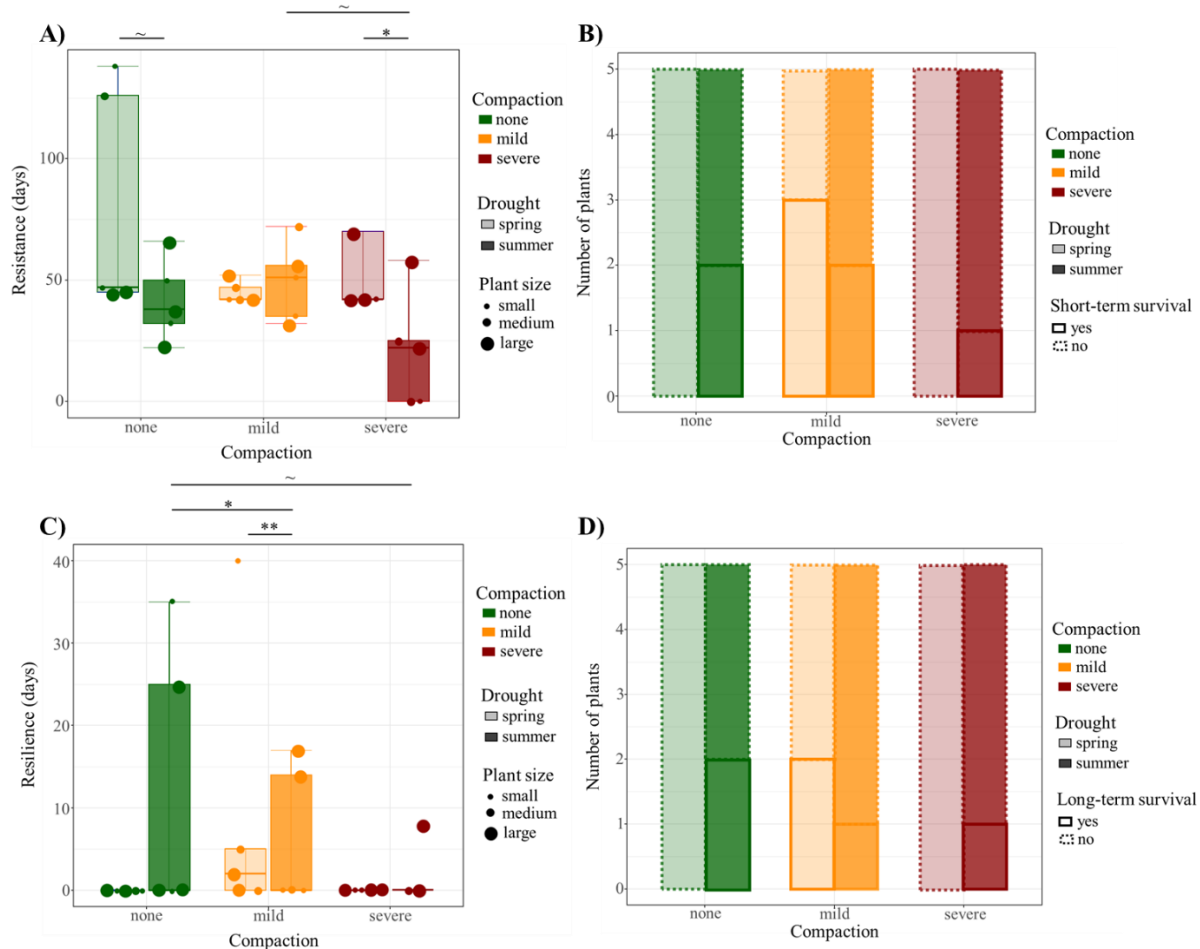 A)
~
~
*
Resistance (days)
100
50
0
none
mild
severe
Compaction
Compaction
none
mild
severe
Drought
spring
summer
Plant size
small
medium
large
B)
Number of plants
5
4
3
2
1
0
none
mild
severe
Compaction
Compaction
none
mild
severe
Drought
spring
summer
Short-term survival
yes
no
C)
~
*
**
Resilience (days)
40
30
20
10
0
none
mild
severe
Compaction
Compaction
none
mild
severe
Drought
spring
summer
Plant size
small
medium
large
D)
Number of plants
5
4
3
2
1
0
none
mild
severe
Compaction
Compaction
none
mild
severe
Drought
spring
summer
Long-term survival
yes
no